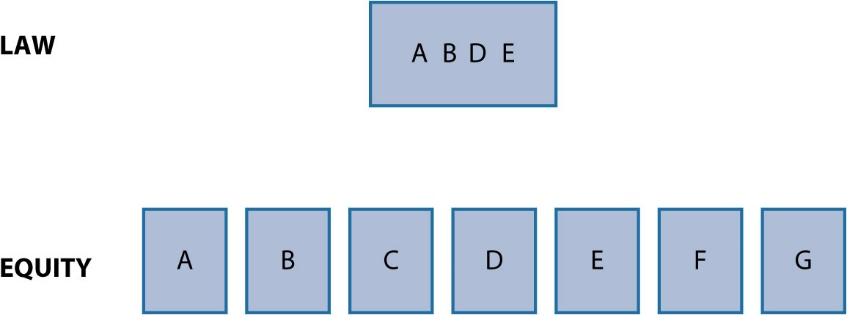 LAW
A B D E
EQUITY
A B C D E F G